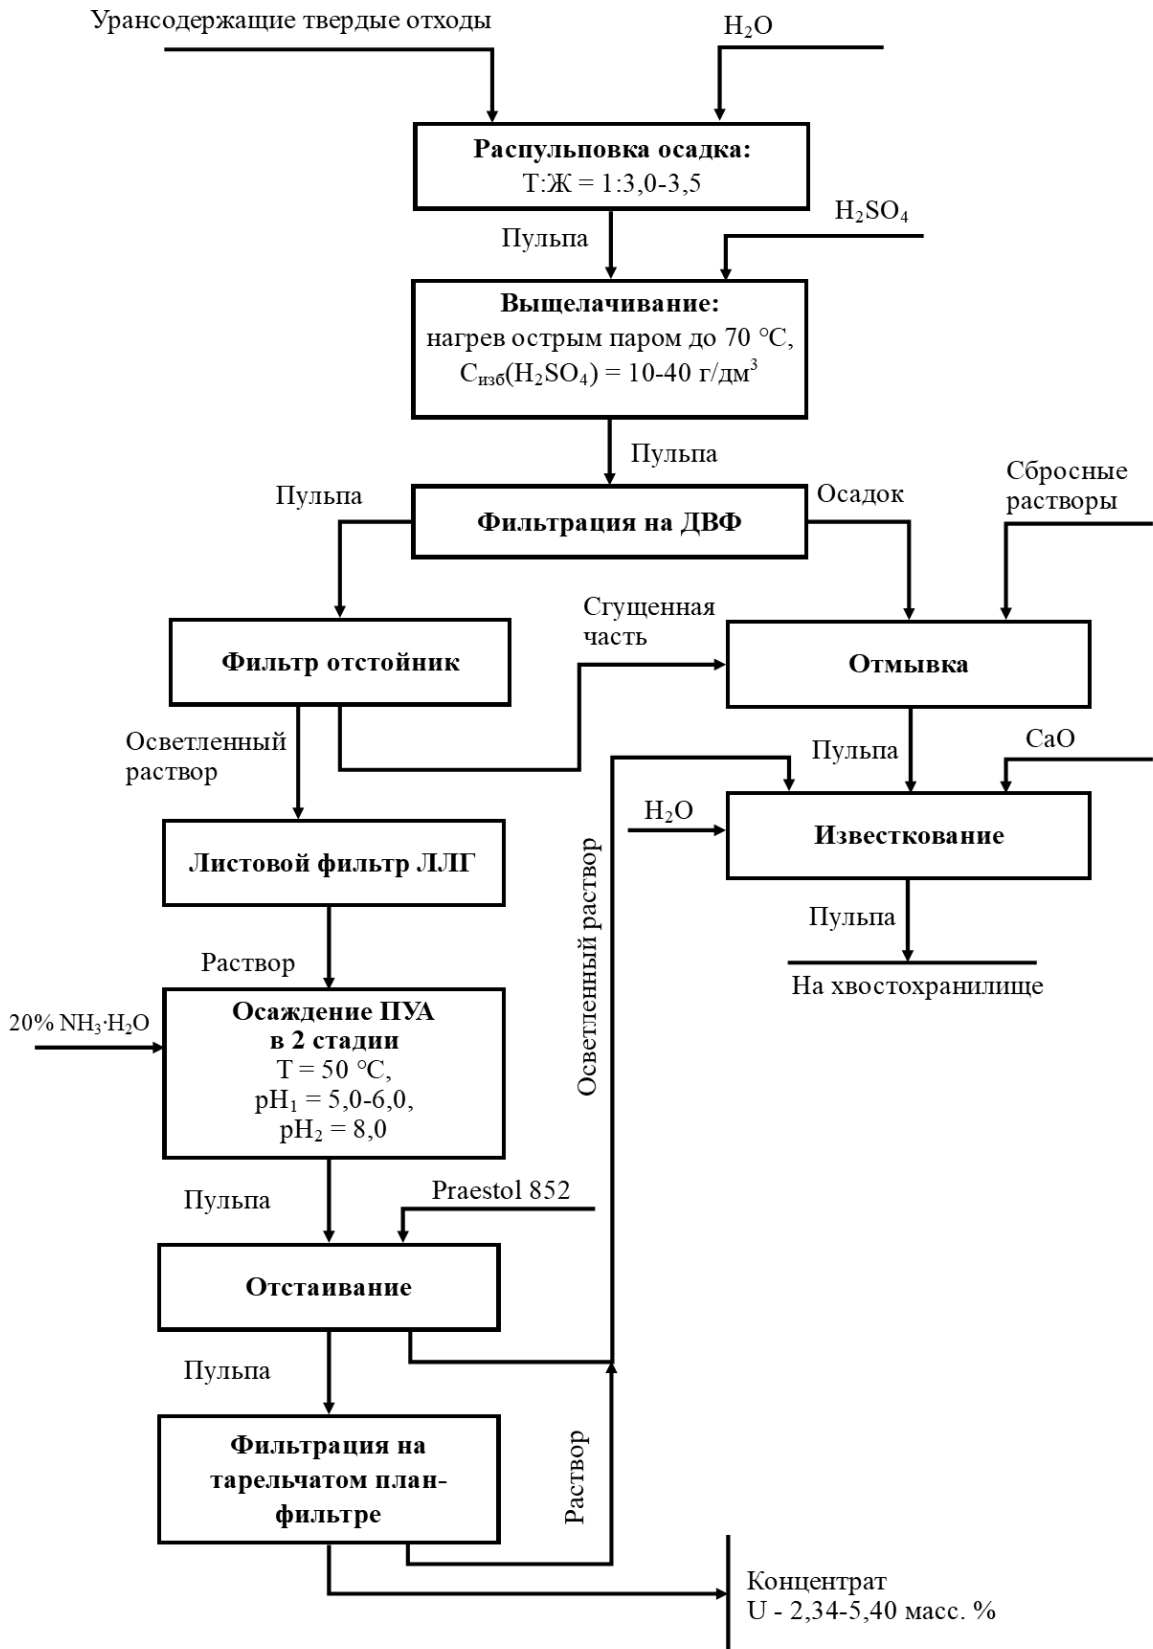 Урансодержащие твердые отходы
H₂O
Распульповка осадка:
Т:Ж = 1:3,0-3,5
Пульпа
H₂SO₄
Выщелачивание:
нагрев острым паром до 70 °С,
Cизб(H₂SO₄) = 10-40 г/дм³
Пульпа
Пульпа
Фильтрация на ДВФ
Осадок
Сбросные
растворы
Фильтр отстойник
Сгущенная
часть
Отмывка
Осветленный
раствор
Пульпа
CaO
H₂O
Известкование
Листовой фильтр ЛЛГ
Осветленный раствор
Пульпа
На хвостохранилище
Раствор
20% NH₃·H₂O
Осаждение ПУА
в 2 стадии
T = 50 °C,
pH₁ = 5,0-6,0,
pH₂ = 8,0
Пульпа
Praestol 852
Отстаивание
Пульпа
Раствор
Фильтрация на
тарельчатом план-
фильтре
Концентрат
U - 2,34-5,40 масс. %